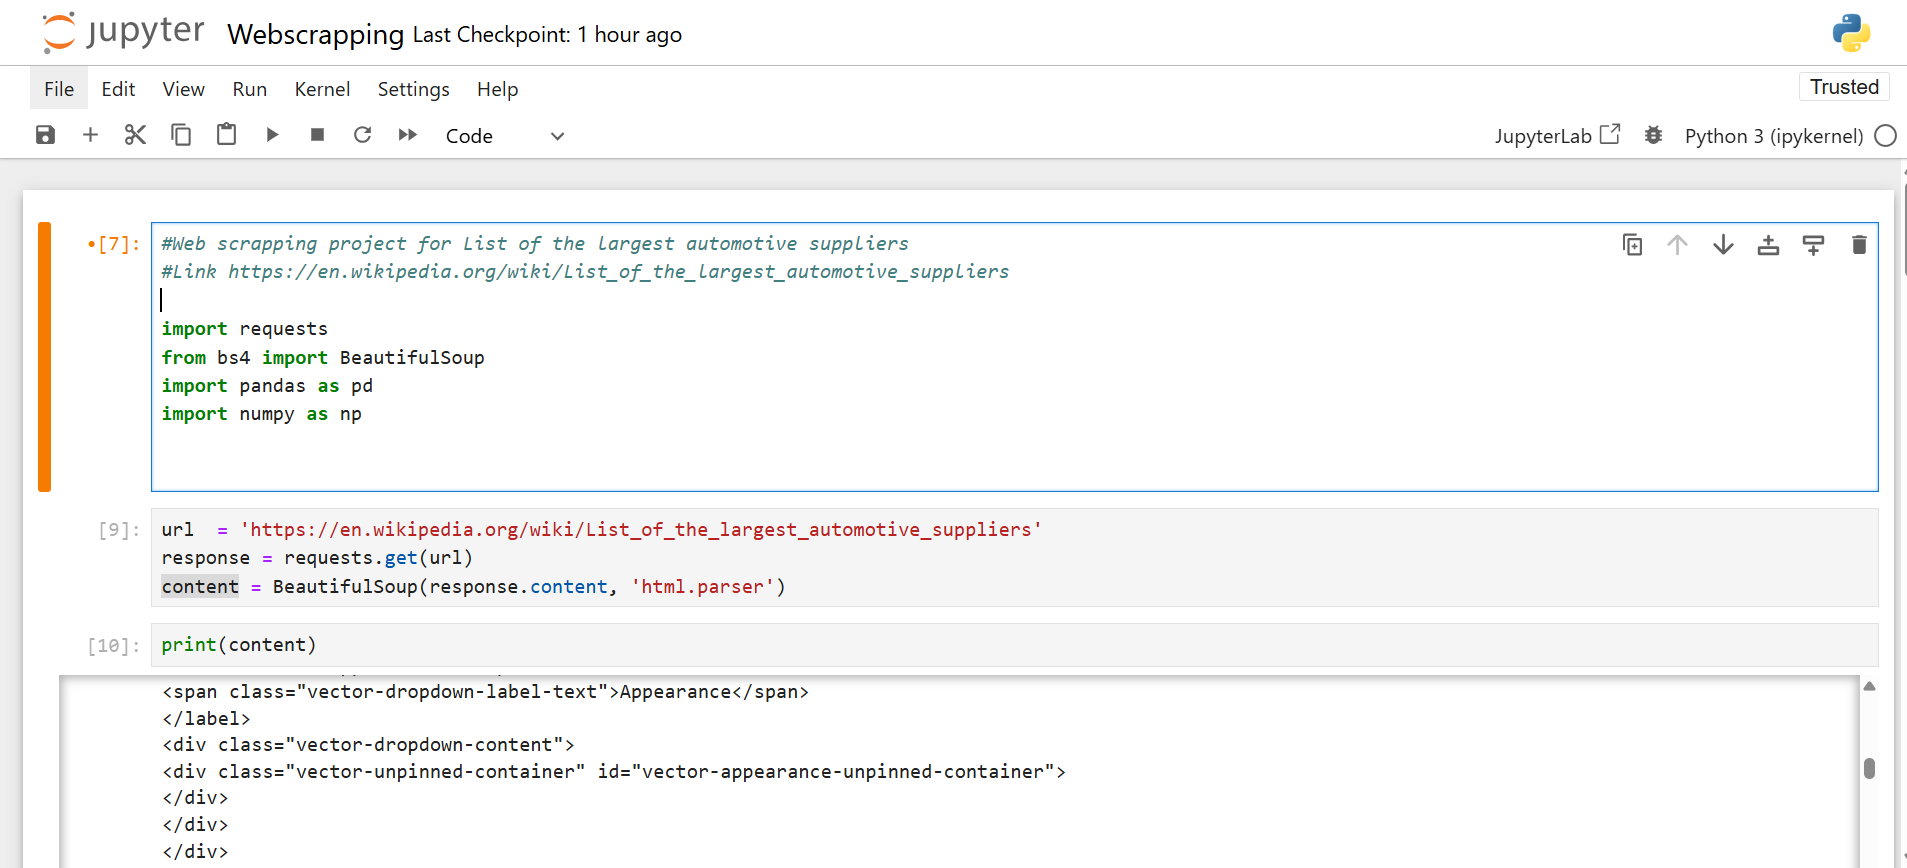 jupyter Webscrapping Last Checkpoint: 1 hour ago
File Edit View Run Kernel Settings Help Trusted
Code JupyterLab Python 3 (ipykernel)
•[7]: #Web scrapping project for List of the largest automotive suppliers
#Link https://en.wikipedia.org/wiki/List_of_the_largest_automotive_suppliers
import requests
from bs4 import BeautifulSoup
import pandas as pd
import numpy as np
[9]: url  = 'https://en.wikipedia.org/wiki/List_of_the_largest_automotive_suppliers'
response = requests.get(url)
content = BeautifulSoup(response.content, 'html.parser')
[10]: print(content)
<span class="vector-dropdown-label-text">Appearance</span>
</label>
<div class="vector-dropdown-content">
<div class="vector-unpinned-container" id="vector-appearance-unpinned-container">
</div>
</div>
</div>